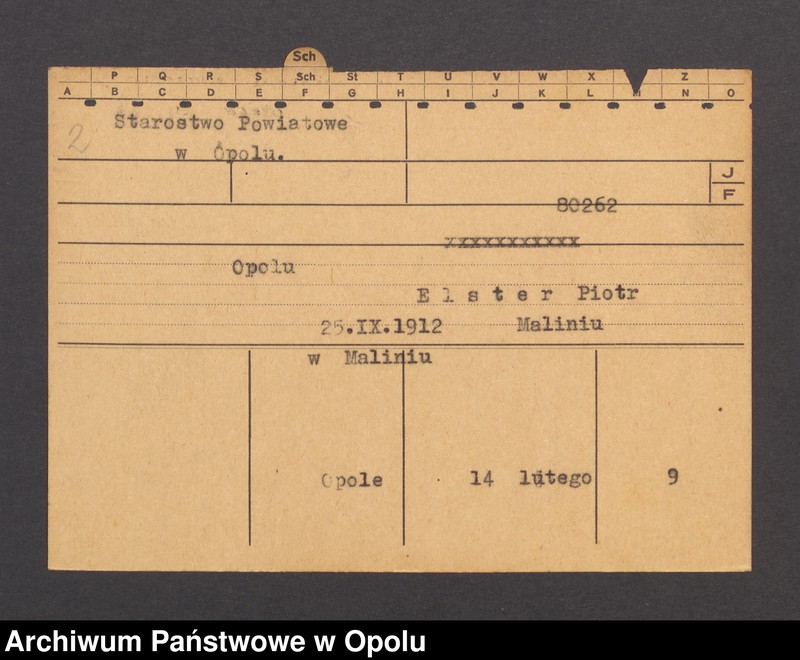 Sch
P Q R S Sch St T U V W X Z
A B C D E F G H I J K L M N O
2
Starostwo Powiatowe
w Opolu.
J
F
80262
xxxxxxxxxxx
Opolu
Elster Piotr
25.IX.1912 Maliniu
w Maliniu
Opole 14 lutego 9
Archiwum Państwowe w Opolu